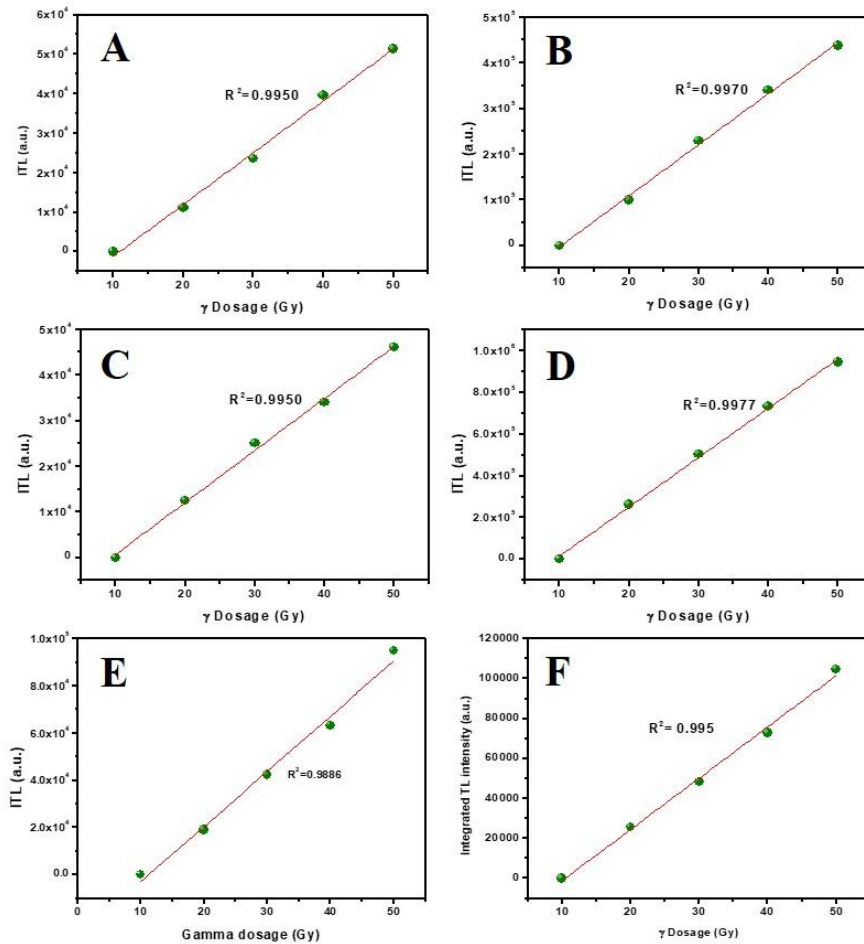 A
R²=0.9950
6x10⁴
5x10⁴
4x10⁴
3x10⁴
2x10⁴
1x10⁴
0
ITL (a.u.)
10 20 30 40 50
γ Dosage (Gy)
B
R²=0.9970
5x10⁵
4x10⁵
3x10⁵
2x10⁵
1x10⁵
0
ITL (a.u.)
10 20 30 40 50
γ Dosage (Gy)
C
R²=0.9950
5x10⁴
4x10⁴
3x10⁴
2x10⁴
1x10⁴
0
ITL (a.u.)
10 20 30 40 50
γ Dosage (Gy)
D
R²=0.9977
1.0x10⁶
8.0x10⁵
6.0x10⁵
4.0x10⁵
2.0x10⁵
0.0
ITL (a.u.)
10 20 30 40 50
γ Dosage (Gy)
E
R²=0.9886
1.0x10⁵
8.0x10⁴
6.0x10⁴
4.0x10⁴
2.0x10⁴
0.0
ITL (a.u.)
0 10 20 30 40 50
Gamma dosage (Gy)
F
R²= 0.995
120000
100000
80000
60000
40000
20000
0
Integrated TL intensity (a.u.)
10 20 30 40 50
γ Dosage (Gy)